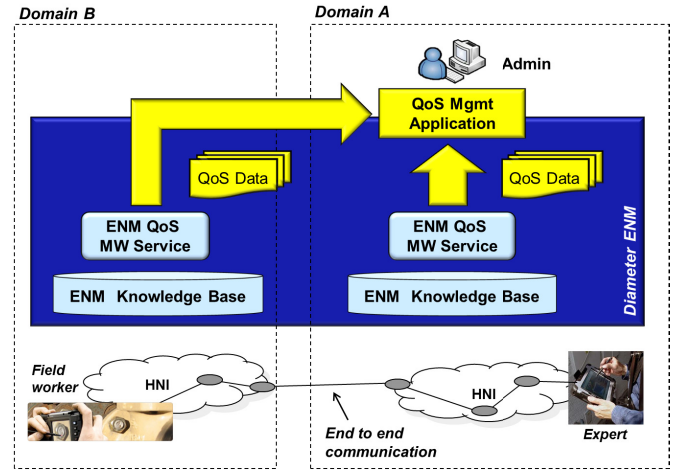 Domain B
Domain A
Admin
QoS Mgmt
Application
QoS Data
QoS Data
ENM QoS
MW Service
ENM QoS
MW Service
ENM Knowledge Base
ENM Knowledge Base
Diameter ENM
Field
worker
HNI
HNI
End to end
communication
Expert